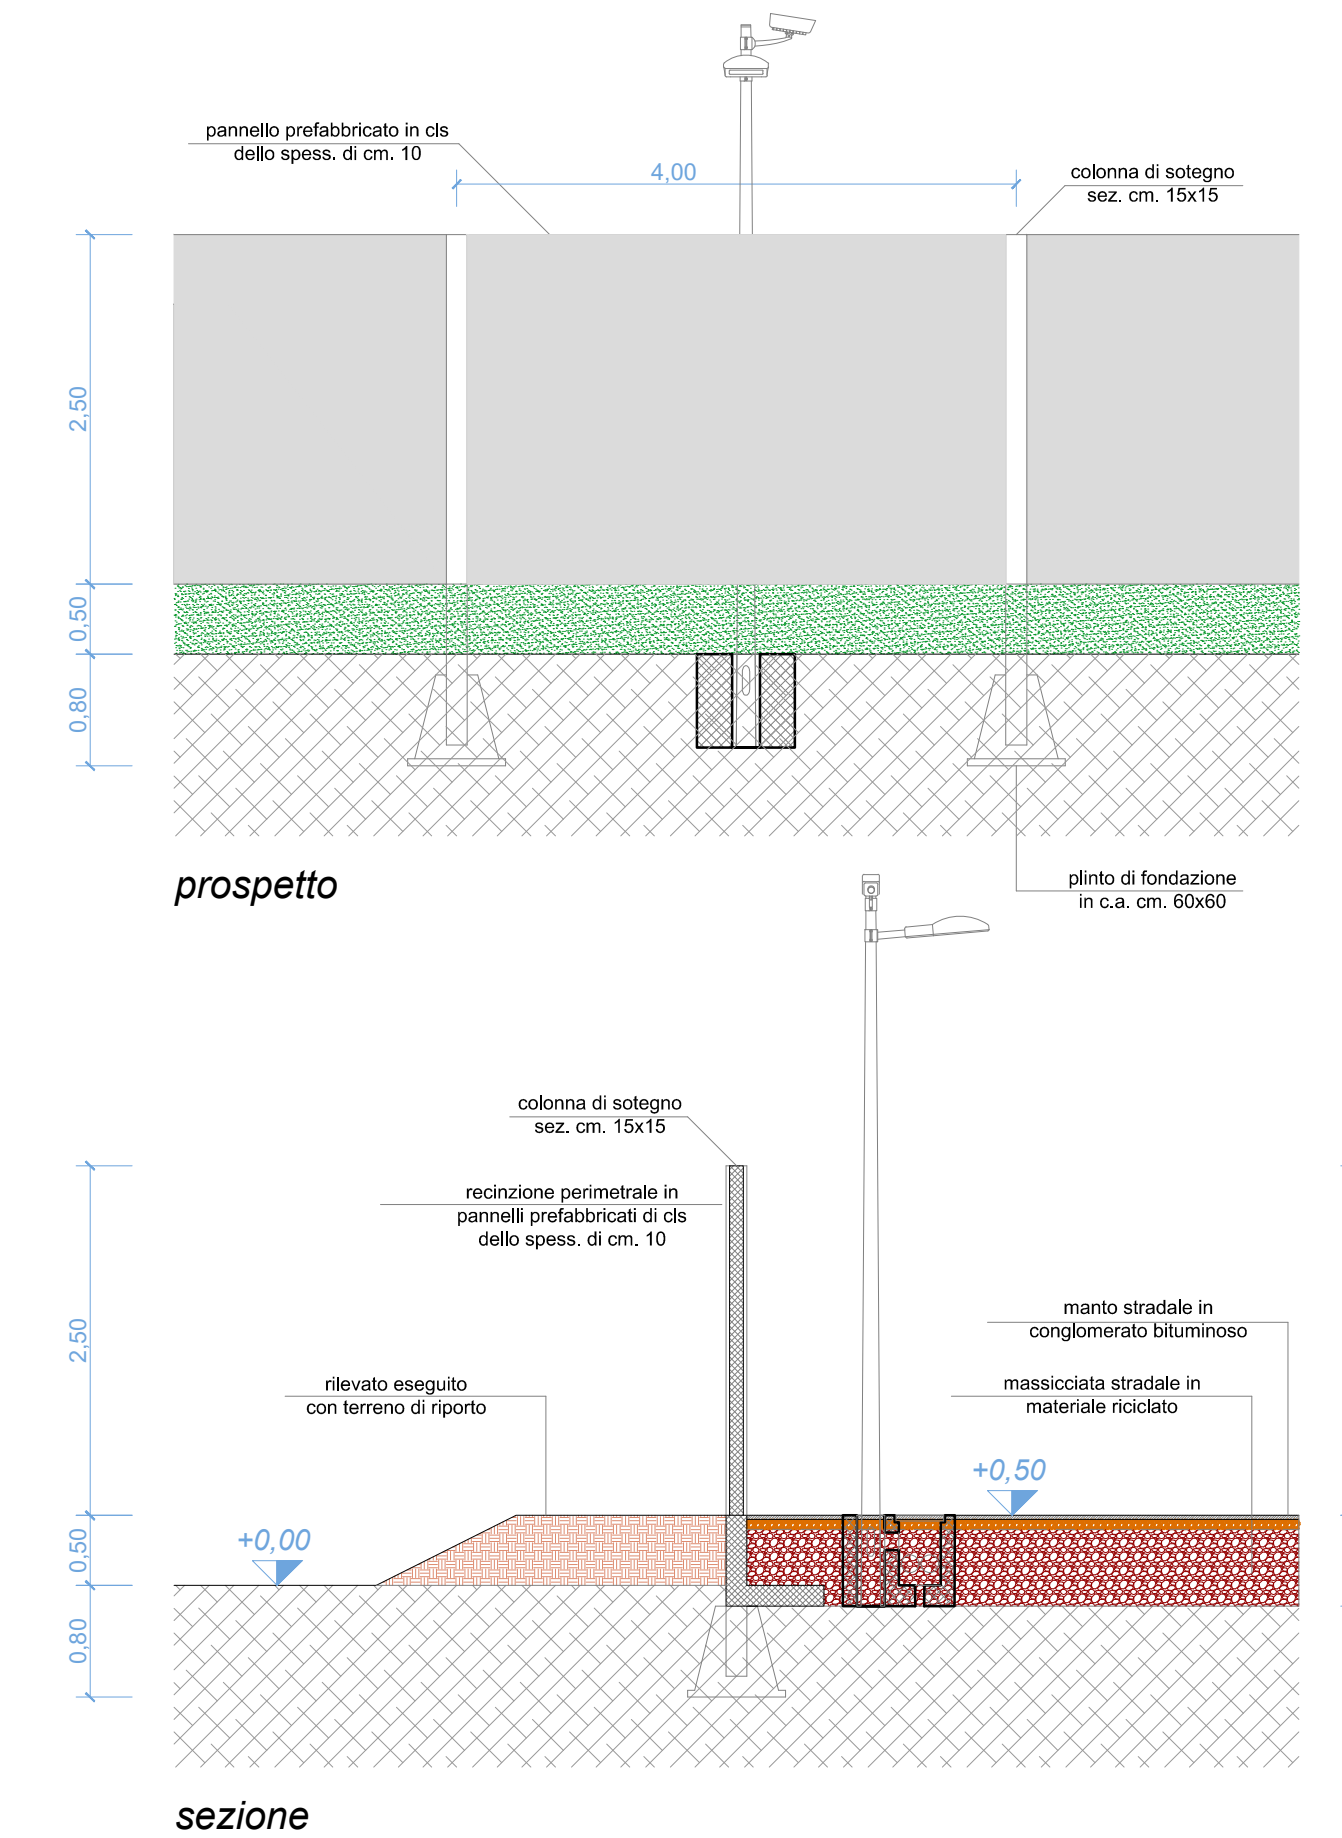 pannello prefabbricato in cls
dello spess. di cm. 10
4,00
colonna di sotegno
sez. cm. 15x15
2,50
0,50
0,80
prospetto
plinto di fondazione
in c.a. cm. 60x60
colonna di sotegno
sez. cm. 15x15
recinzione perimetrale in
pannelli prefabbricati di cls
dello spess. di cm. 10
manto stradale in
conglomerato bituminoso
2,50
rilevato eseguito
con terreno di riporto
massicciata stradale in
materiale riciclato
+0,50
+0,00
0,50
0,80
sezione